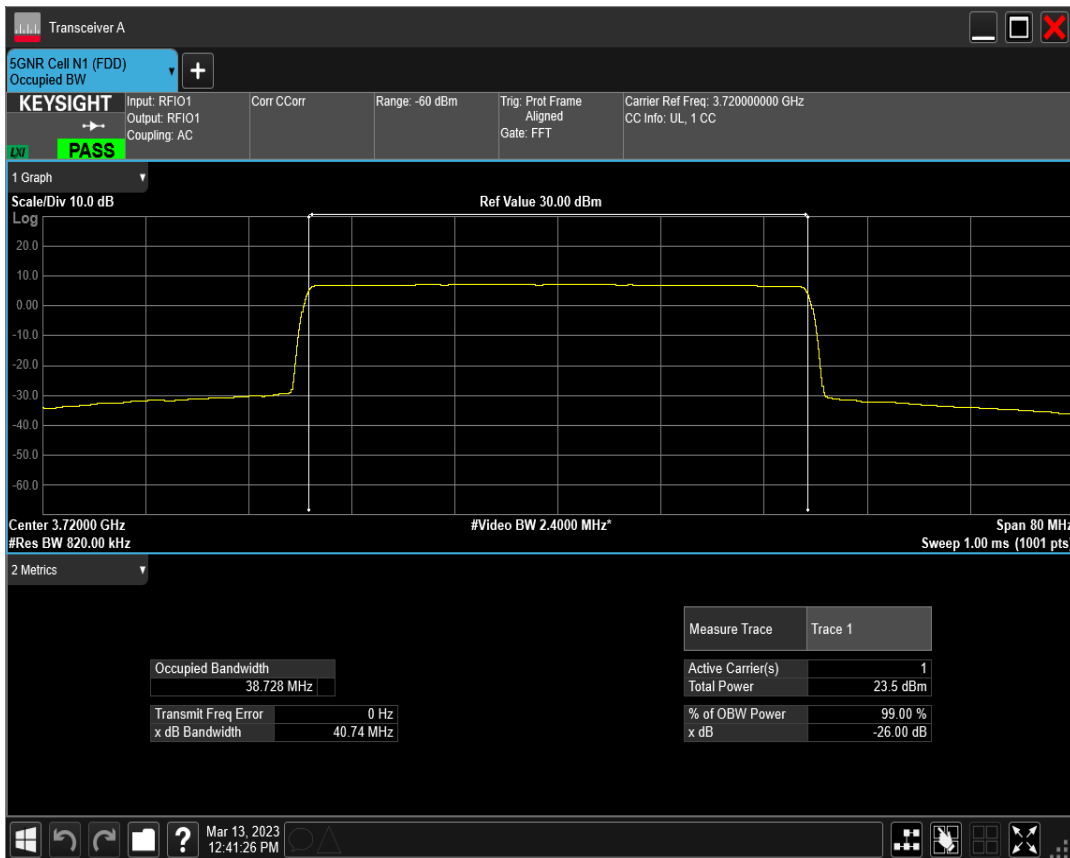 Transceiver A
5GNR Cell N1 (FDD)
Occupied BW
+
KEYSIGHT
LXI
PASS
Input: RFIO1
Output: RFIO1
Coupling: AC
Corr CCorr
Range: -60 dBm
Trig: Prot Frame
Aligned
Gate: FFT
Carrier Ref Freq: 3.720000000 GHz
CC Info: UL, 1 CC
1 Graph
Scale/Div 10.0 dB
Ref Value 30.00 dBm
Log
20.0
10.0
0.00
-10.0
-20.0
-30.0
-40.0
-50.0
-60.0
Center 3.72000 GHz
#Video BW 2.4000 MHz*
Span 80 MHz
#Res BW 820.00 kHz
Sweep 1.00 ms (1001 pts)
2 Metrics
Measure Trace
Trace 1
Occupied Bandwidth
38.728 MHz
Active Carrier(s) 1
Total Power 23.5 dBm
Transmit Freq Error 0 Hz
x dB Bandwidth 40.74 MHz
% of OBW Power 99.00 %
x dB -26.00 dB
?
Mar 13, 2023
12:41:26 PM